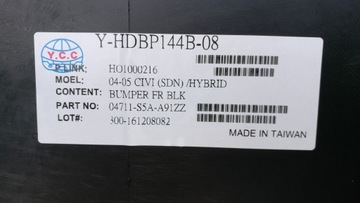 Y-HDBP144B-08
Y.C.C
P-LINK: HO1000216
MOEL: 04-05 CIVI (SDN) /HYBRID
CONTENT: BUMPER FR BLK
PART NO: 04711-S5A-A91ZZ
LOT#: 300-161208082
MADE IN TAIWAN